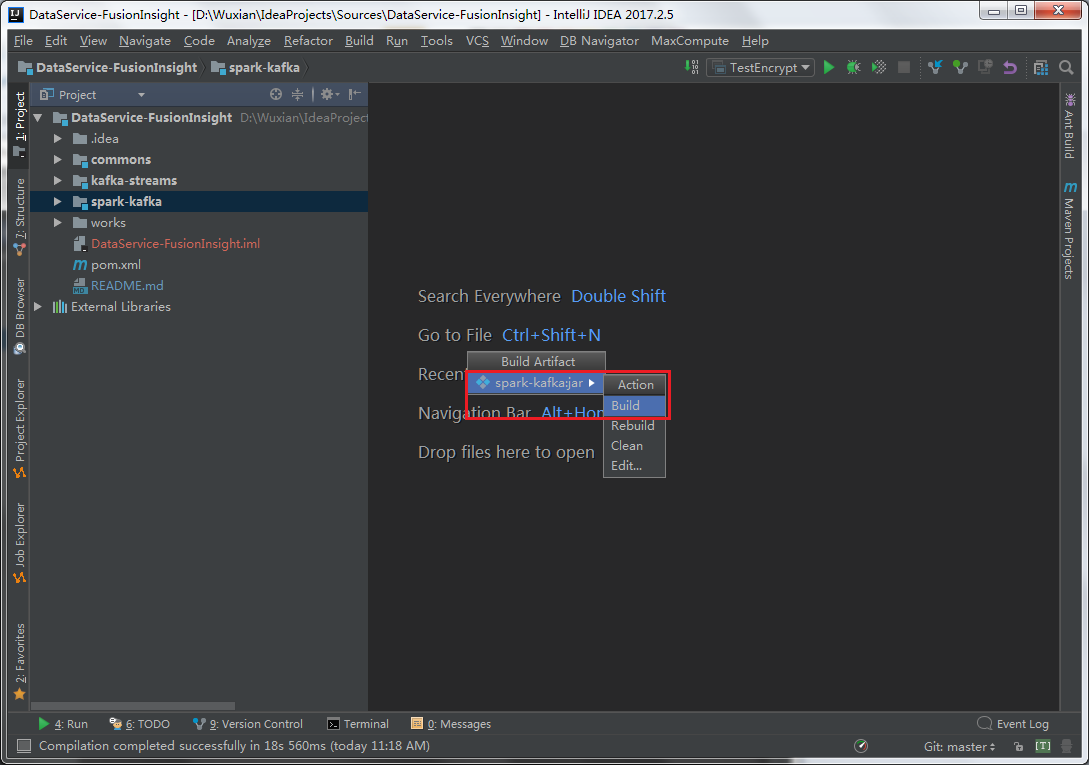 DataService-FusionInsight - [D:\Wuxian\IdeaProjects\Sources\DataService-FusionInsight] - IntelliJ IDEA 2017.2.5
File Edit View Navigate Code Analyze Refactor Build Run Tools VCS Window DB Navigator MaxCompute Help
DataService-FusionInsight spark-kafka TestEncrypt
Project
DataService-FusionInsight D:\Wuxian\IdeaProject
.idea
commons
kafka-streams
spark-kafka
works
DataService-FusionInsight.iml
pom.xml
README.md
External Libraries
1: Project
7: Structure
DB Browser
Project Explorer
Job Explorer
2: Favorites
Search Everywhere Double Shift
Go to File Ctrl+Shift+N
Recen
Navigation Bar Alt+Hon
Drop files here to open
Build Artifact
spark-kafka:jar
Action
Build
Rebuild
Clean
Edit...
Ant Build
Maven Projects
4: Run 6: TODO 9: Version Control Terminal 0: Messages Event Log
Compilation completed successfully in 18s 560ms (today 11:18 AM) Git: master [T]